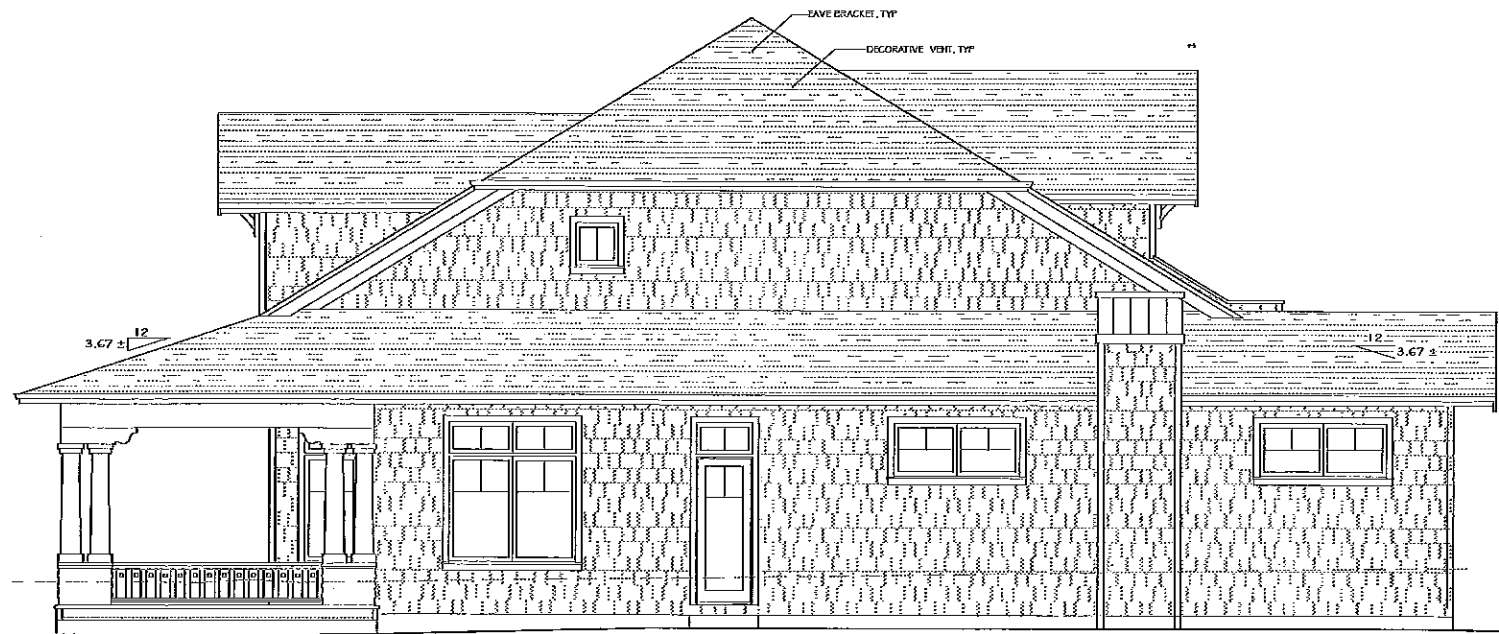 EAVE BRACKET, TYP
DECORATIVE VENT, TYP
12
3.67 ±
12
3.67 ±